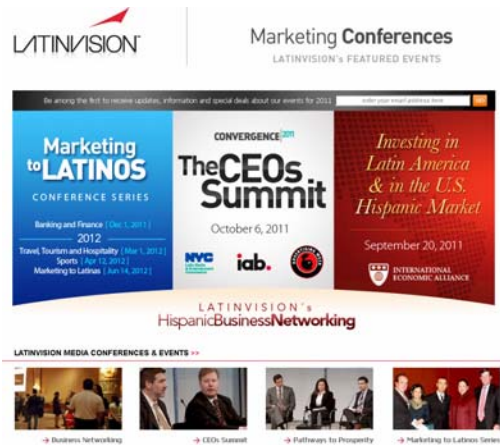 LATINVISION
Marketing Conferences
LATINVISION's FEATURED EVENTS
Be among the first to receive updates, information and special deals about our events for 2011
enter your email address here
Marketing
to LATINOS
CONFERENCE SERIES
Banking and Finance [ Dec 1, 2011 ]
2012
Travel, Tourism and Hospitality [ Mar 1, 2012 ]
Sports [ Apr 12, 2012 ]
Marketing to Latinas [ Jun 14, 2012 ]
CONVERGENCE 2011
The CEOs
Summit
October 6, 2011
NYC
iab.
Investing in
Latin America
& in the U.S.
Hispanic Market
September 20, 2011
INTERNATIONAL
ECONOMIC ALLIANCE
LATINVISION´s
HispanicBusinessNetworking
LATINVISION MEDIA CONFERENCES & EVENTS >>
→ Business Networking
→ CEOs Summit
→ Pathways to Prosperity
→ Marketing to Latinos Series